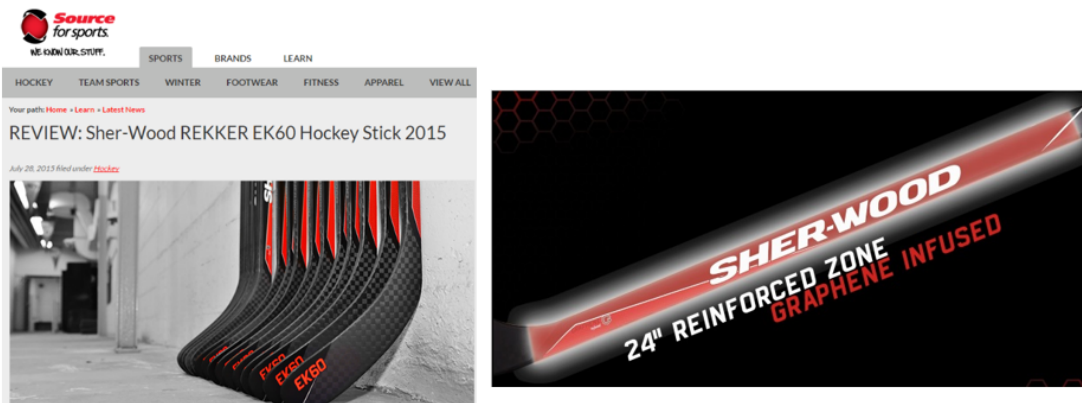 Source
for sports.
WE KNOW OUR STUFF.
SPORTS BRANDS LEARN
HOCKEY TEAM SPORTS WINTER FOOTWEAR FITNESS APPAREL VIEW ALL
Your path: Home » Learn » Latest News
REVIEW: Sher-Wood REKKER EK60 Hockey Stick 2015
July 28, 2015 filed under Hockey
EK60
EK60
EK60
SHER-WOOD
24" REINFORCED ZONE
GRAPHENE INFUSED